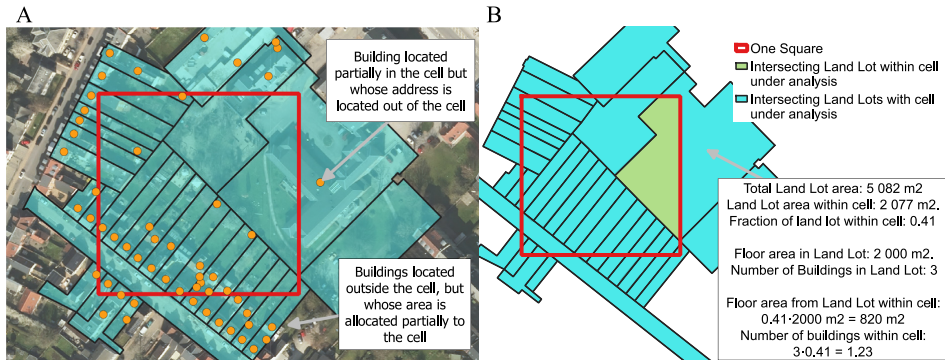 A
Building located
partially in the cell but
whose address is
located out of the cell
Buildings located
outside the cell, but
whose area is
allocated partially to
the cell
B
One Square
Intersecting Land Lot within cell
under analysis
Intersecting Land Lots with cell
under analysis
Total Land Lot area: 5 082 m2
Land Lot area within cell: 2 077 m2.
Fraction of land lot within cell: 0.41
Floor area in Land Lot: 2 000 m2.
Number of Buildings in Land Lot: 3
Floor area from Land Lot within cell:
0.41·2000 m2 = 820 m2
Number of buildings within cell:
3·0.41 = 1.23